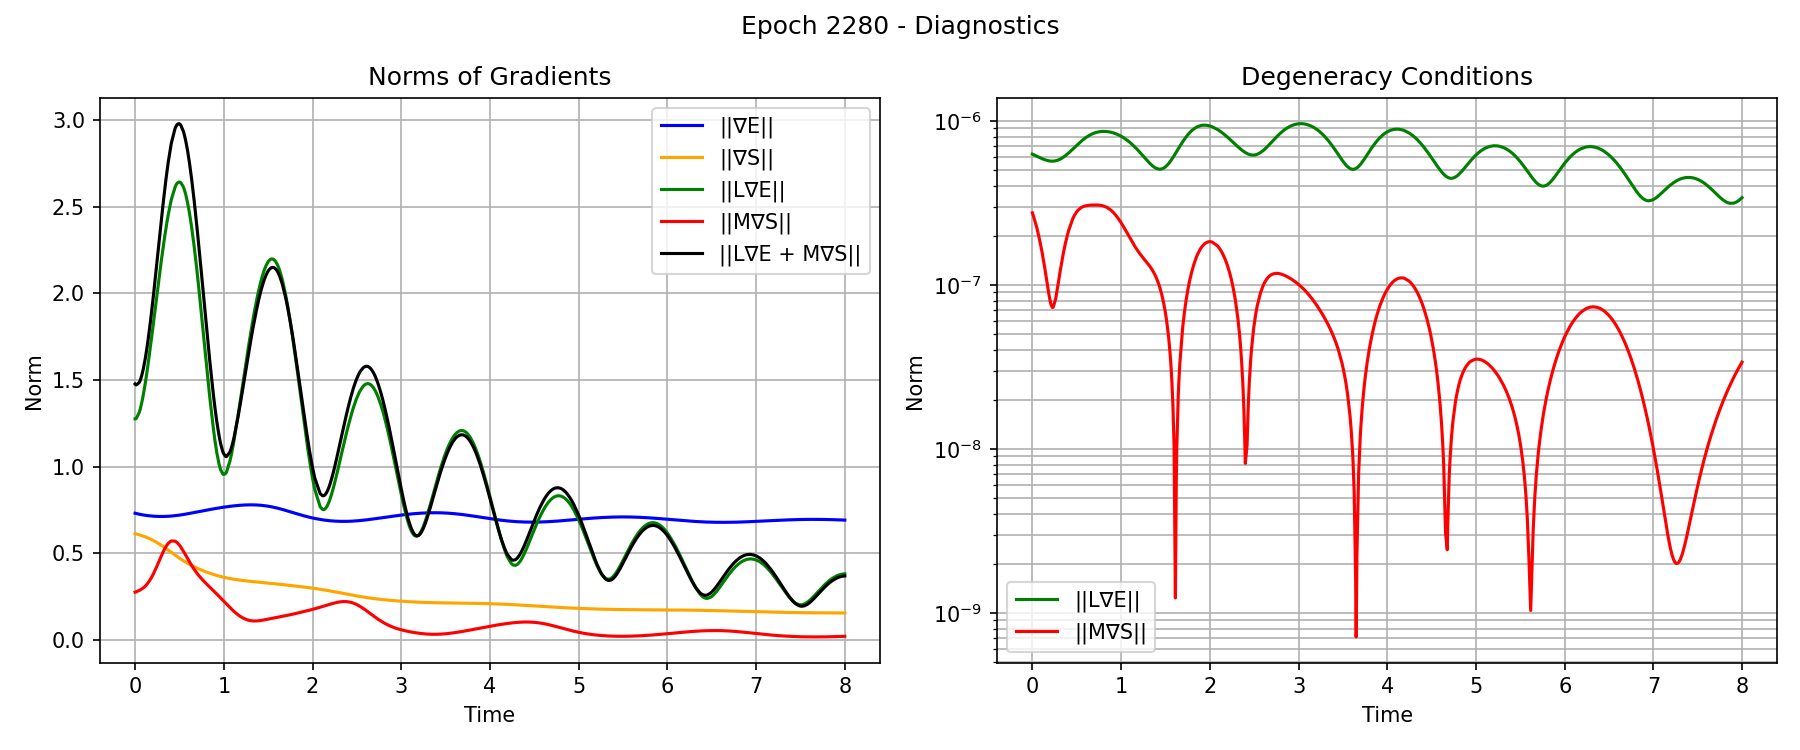 Epoch 2280 - Diagnostics
Norms of Gradients
Norm
3.0
2.5
2.0
1.5
1.0
0.5
0.0
||∇E||
||∇S||
||L∇E||
||M∇S||
||L∇E + M∇S||
0 1 2 3 4 5 6 7 8
Time
Degeneracy Conditions
Norm
10⁻⁶
10⁻⁷
10⁻⁸
10⁻⁹
||L∇E||
||M∇S||
0 1 2 3 4 5 6 7 8
Time